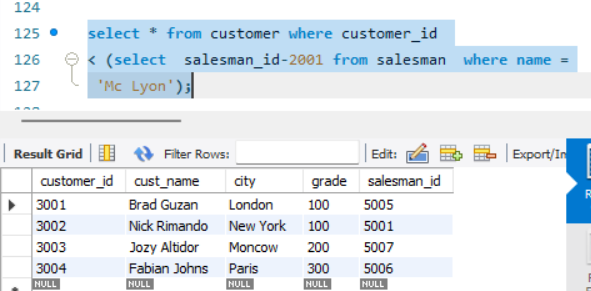 124
125 select * from customer where customer_id
126 < (select salesman_id-2001 from salesman where name =
127 'Mc Lyon');
Result Grid Filter Rows: Edit: Export/Im
customer_id cust_name city grade salesman_id
3001 Brad Guzan London 100 5005
3002 Nick Rimando New York 100 5001
3003 Jozy Altidor Moncow 200 5007
3004 Fabian Johns Paris 300 5006
NULL NULL NULL NULL NULL